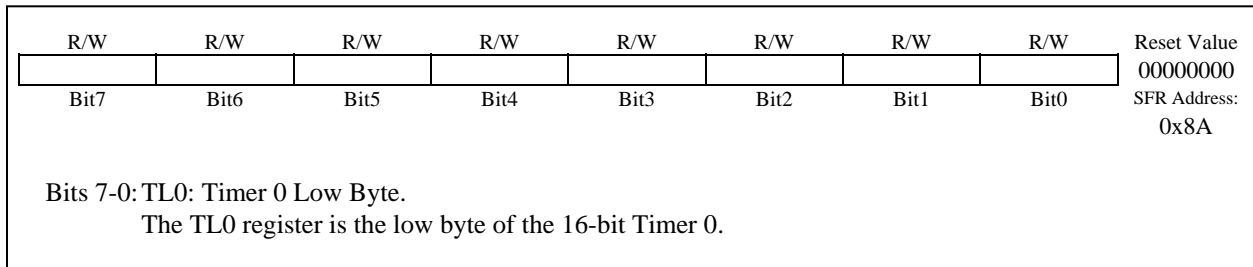 R/W R/W R/W R/W R/W R/W R/W R/W Reset Value
00000000
Bit7 Bit6 Bit5 Bit4 Bit3 Bit2 Bit1 Bit0 SFR Address:
0x8A
Bits 7-0: TL0: Timer 0 Low Byte.
The TL0 register is the low byte of the 16-bit Timer 0.